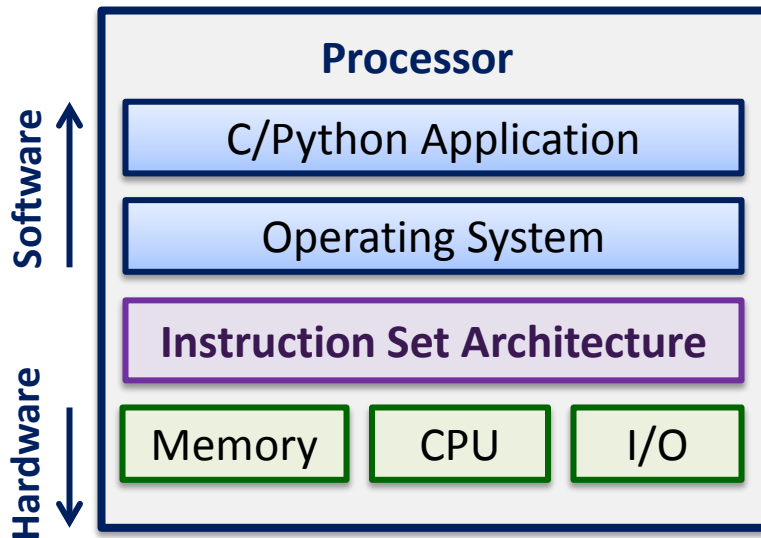 Processor
Software
C/Python Application
Operating System
Instruction Set Architecture
Hardware
Memory
CPU
I/O